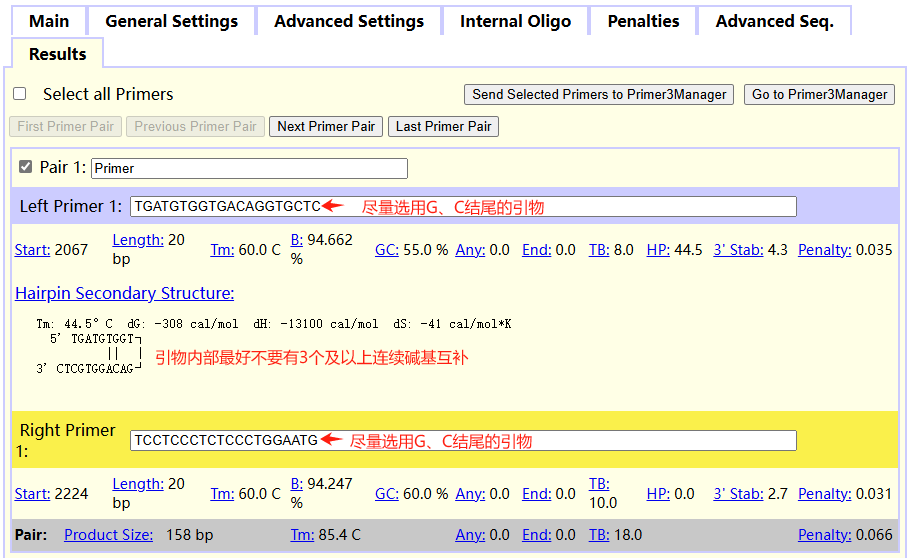 Main General Settings Advanced Settings Internal Oligo Penalties Advanced Seq.
Results
Select all Primers Send Selected Primers to Primer3Manager Go to Primer3Manager
First Primer Pair Previous Primer Pair Next Primer Pair Last Primer Pair
Pair 1: Primer
Left Primer 1: TGATGTGGTGACAGGTGCTC 尽量选用G、C结尾的引物
Start: 2067 Length: 20 bp Tm: 60.0 C B: 94.662 % GC: 55.0 % Any: 0.0 End: 0.0 TB: 8.0 HP: 44.5 3' Stab: 4.3 Penalty: 0.035
Hairpin Secondary Structure:
Tm: 44.5° C dG: -308 cal/mol dH: -13100 cal/mol dS: -41 cal/mol*K
5' TGATGTGGT┐
|| | 引物内部最好不要有3个及以上连续碱基互补
3' CTCGTGGACAG┘
Right Primer 1: TCCTCCCTCTCCCTGGAATG 尽量选用G、C结尾的引物
Start: 2224 Length: 20 bp Tm: 60.0 C B: 94.247 % GC: 60.0 % Any: 0.0 End: 0.0 TB: 10.0 HP: 0.0 3' Stab: 2.7 Penalty: 0.031
Pair: Product Size: 158 bp Tm: 85.4 C Any: 0.0 End: 0.0 TB: 18.0 Penalty: 0.066